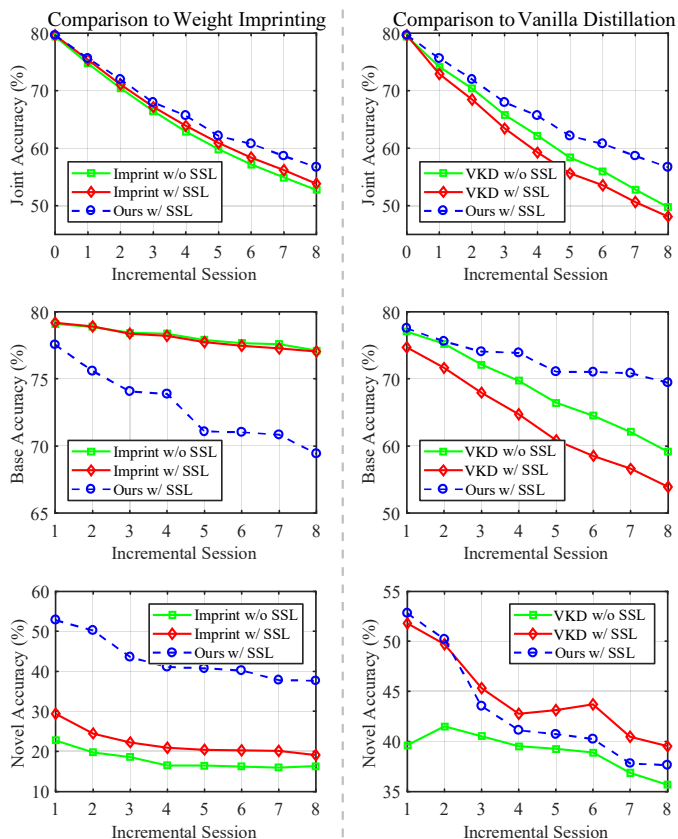 Comparison to Weight Imprinting
80
70
60
50
Joint Accuracy (%)
Imprint w/o SSL
Imprint w/ SSL
Ours w/ SSL
0 1 2 3 4 5 6 7 8
Incremental Session
Comparison to Vanilla Distillation
80
70
60
50
Joint Accuracy (%)
VKD w/o SSL
VKD w/ SSL
Ours w/ SSL
0 1 2 3 4 5 6 7 8
Incremental Session
80
75
70
65
Base Accuracy (%)
Imprint w/o SSL
Imprint w/ SSL
Ours w/ SSL
1 2 3 4 5 6 7 8
Incremental Session
80
70
60
50
Base Accuracy (%)
VKD w/o SSL
VKD w/ SSL
Ours w/ SSL
1 2 3 4 5 6 7 8
Incremental Session
60
50
40
30
20
10
Novel Accuracy (%)
Imprint w/o SSL
Imprint w/ SSL
Ours w/ SSL
1 2 3 4 5 6 7 8
Incremental Session
55
50
45
40
35
Novel Accuracy (%)
VKD w/o SSL
VKD w/ SSL
Ours w/ SSL
1 2 3 4 5 6 7 8
Incremental Session